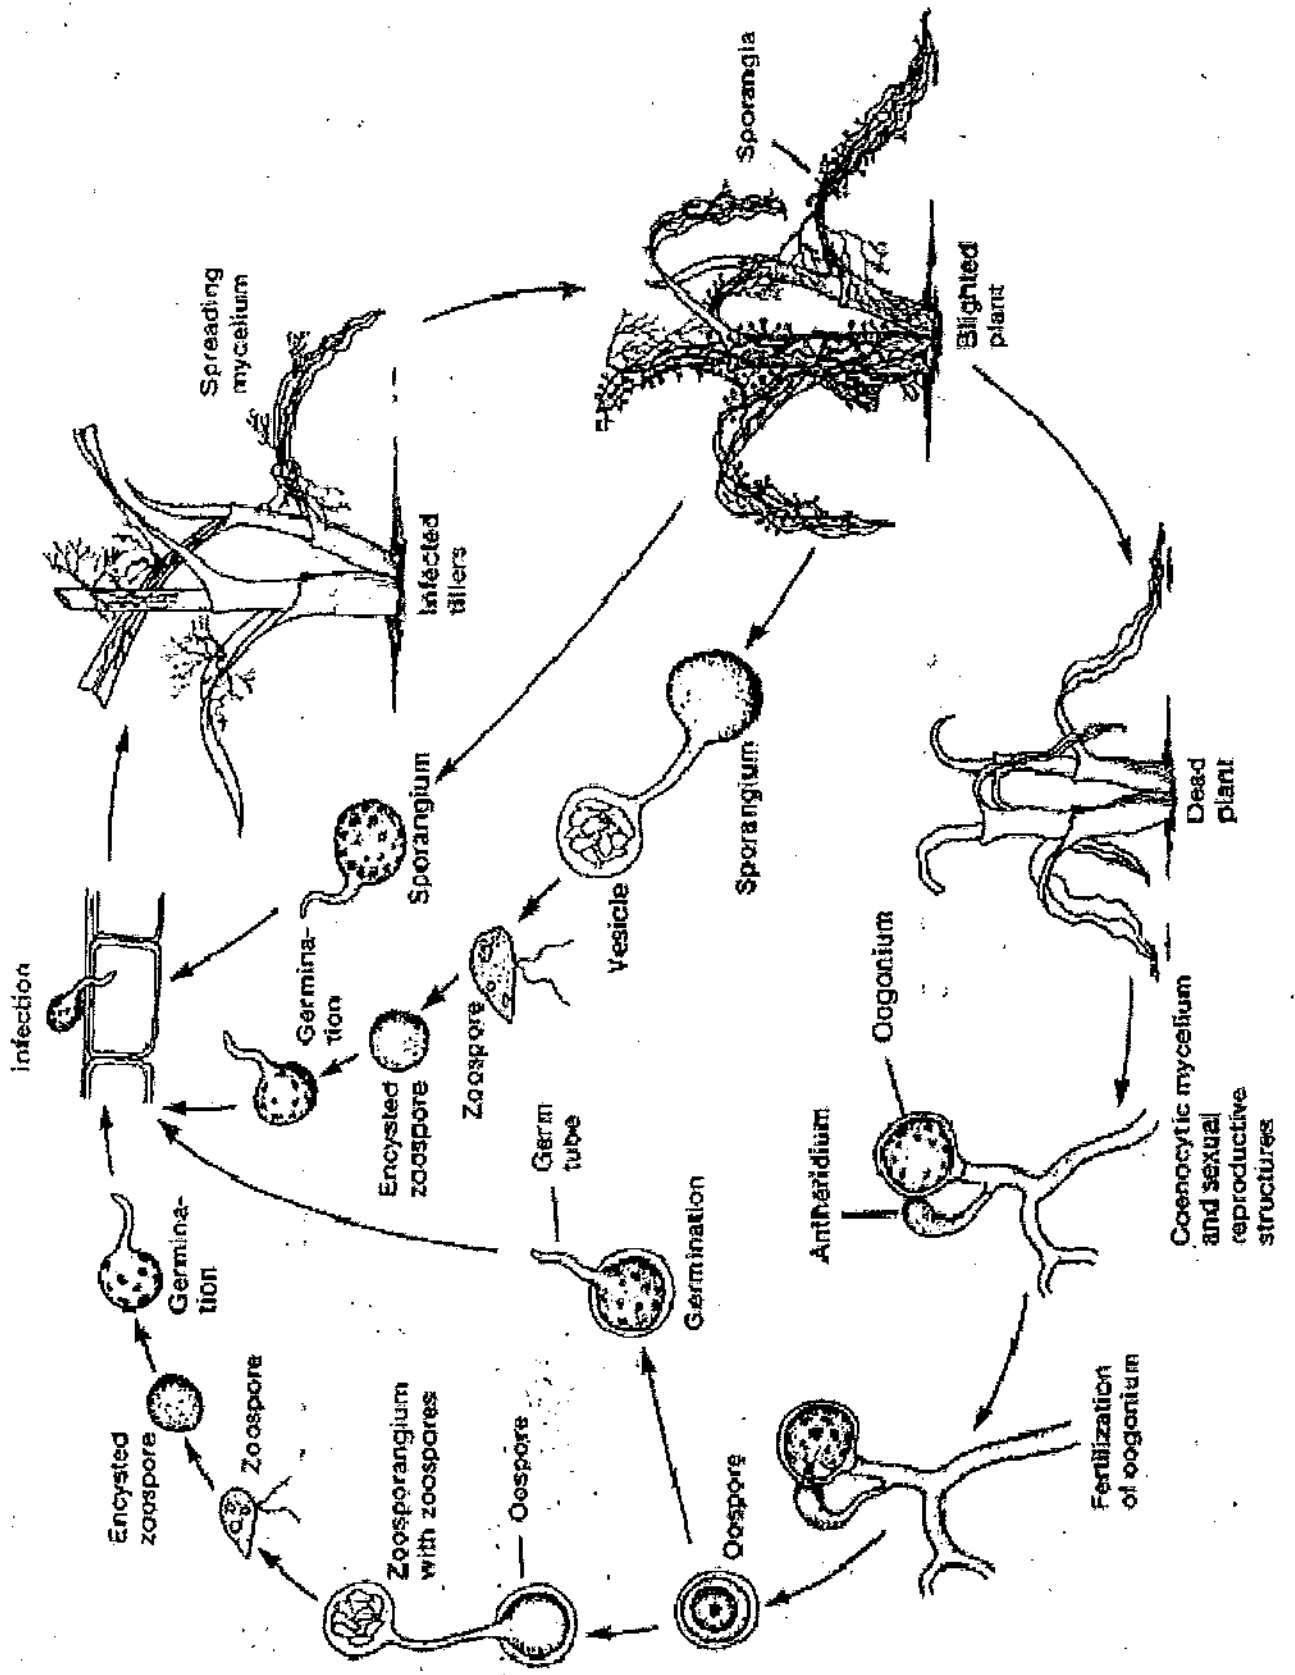 Infection
Encysted
zoospore
Germina-
tion
Zoospore
Zoosporangium
with zoospores
Oospore
Oospore
Germ
tube
Germination
Encysted
zoospore
Germina-
tion
Zoospore
Vesicle
Sporangium
Sporangium
Spreading
mycelium
Infected
tillers
Sporangia
Blighted
plant
Dead
plant
Oogonium
Antheridium
Coenocytic mycelium
and sexual
reproductive
structures
Fertilization
of oogonium